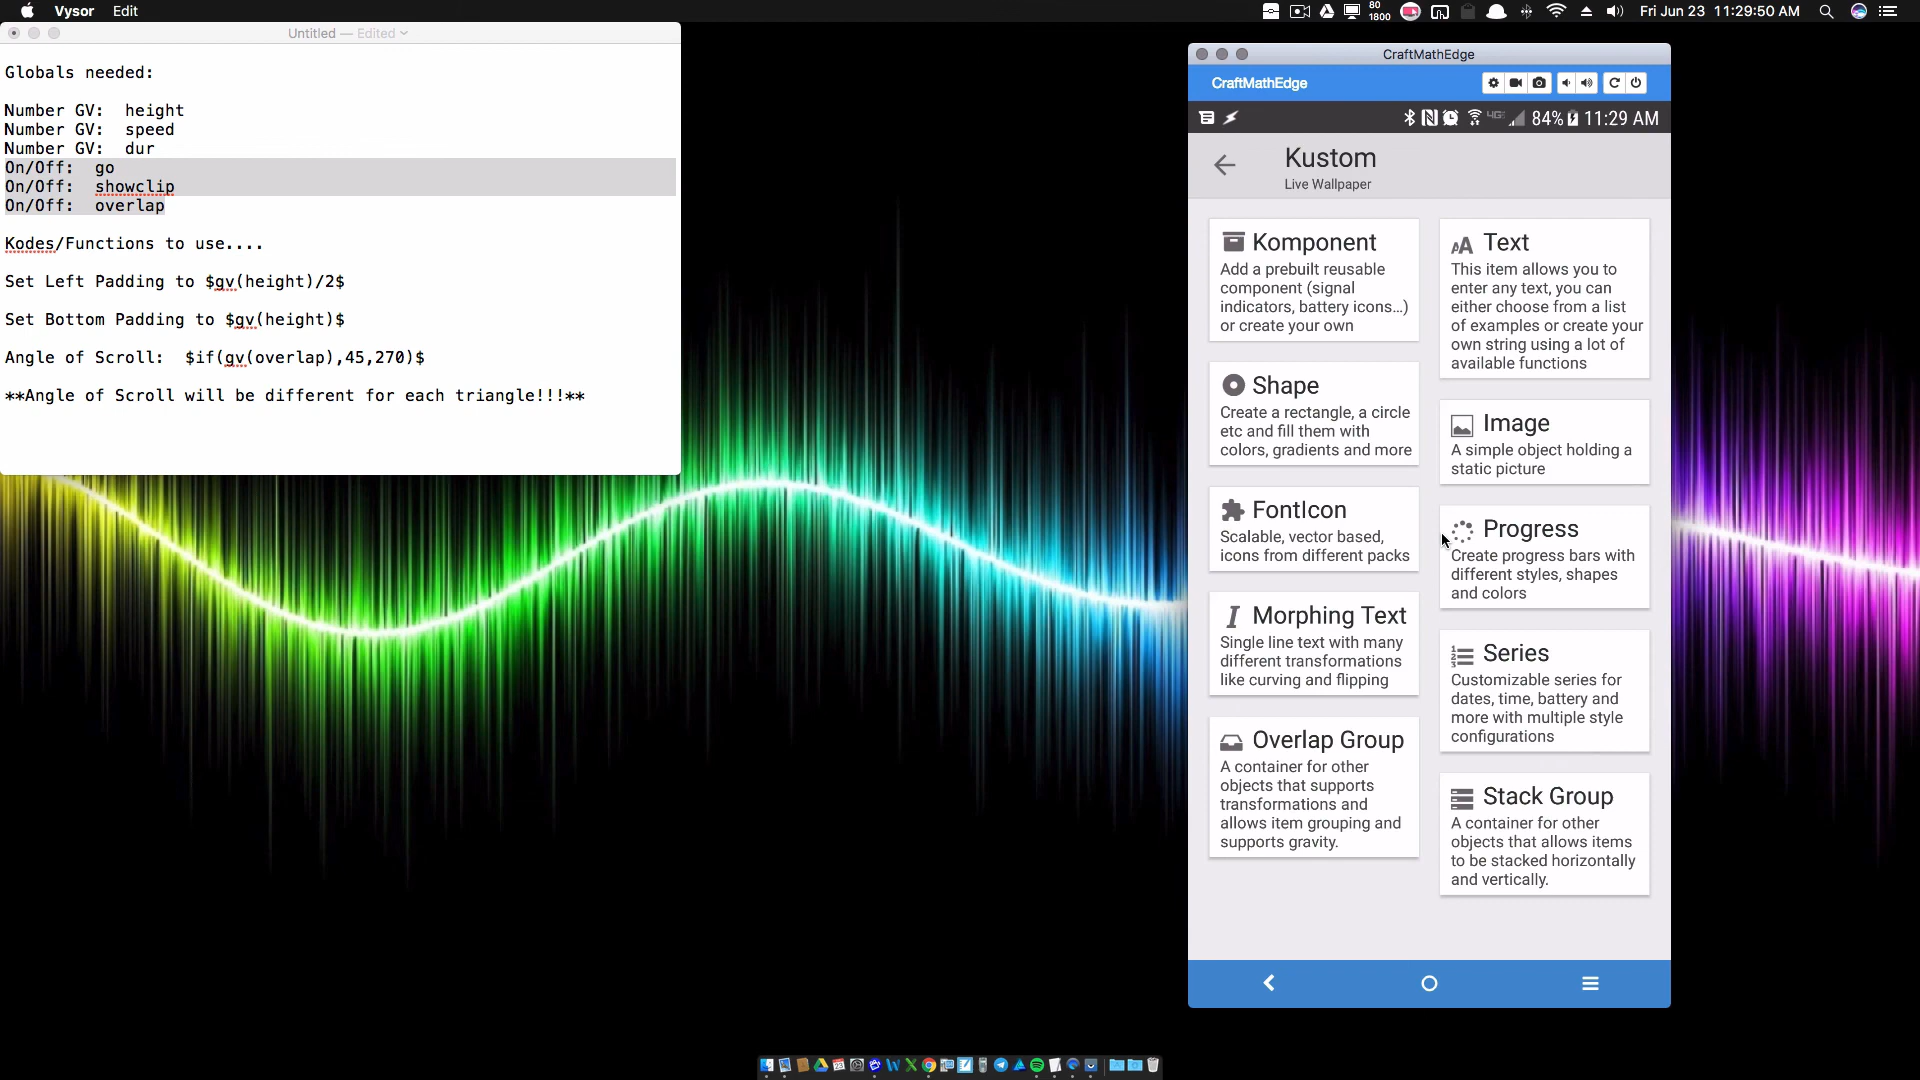 Vysor Edit
80
1800
Fri Jun 23 11:29:50 AM
Untitled — Edited
Globals needed:
Number GV: height
Number GV: speed
Number GV: dur
On/Off: go
On/Off: showclip
On/Off: overlap
Kodes/Functions to use....
Set Left Padding to $gv(height)/2$
Set Bottom Padding to $gv(height)$
Angle of Scroll: $if(gv(overlap),45,270)$
**Angle of Scroll will be different for each triangle!!!**
CraftMathEdge
CraftMathEdge
4G 84% 11:29 AM
Kustom
Live Wallpaper
Komponent
Add a prebuilt reusable
component (signal
indicators, battery icons...)
or create your own
Shape
Create a rectangle, a circle
etc and fill them with
colors, gradients and more
FontIcon
Scalable, vector based,
icons from different packs
Morphing Text
Single line text with many
different transformations
like curving and flipping
Overlap Group
A container for other
objects that supports
transformations and
allows item grouping and
supports gravity.
Text
This item allows you to
enter any text, you can
either choose from a list
of examples or create your
own string using a lot of
available functions
Image
A simple object holding a
static picture
Progress
Create progress bars with
different styles, shapes
and colors
Series
Customizable series for
dates, time, battery and
more with multiple style
configurations
Stack Group
A container for other
objects that allows items
to be stacked horizontally
and vertically.